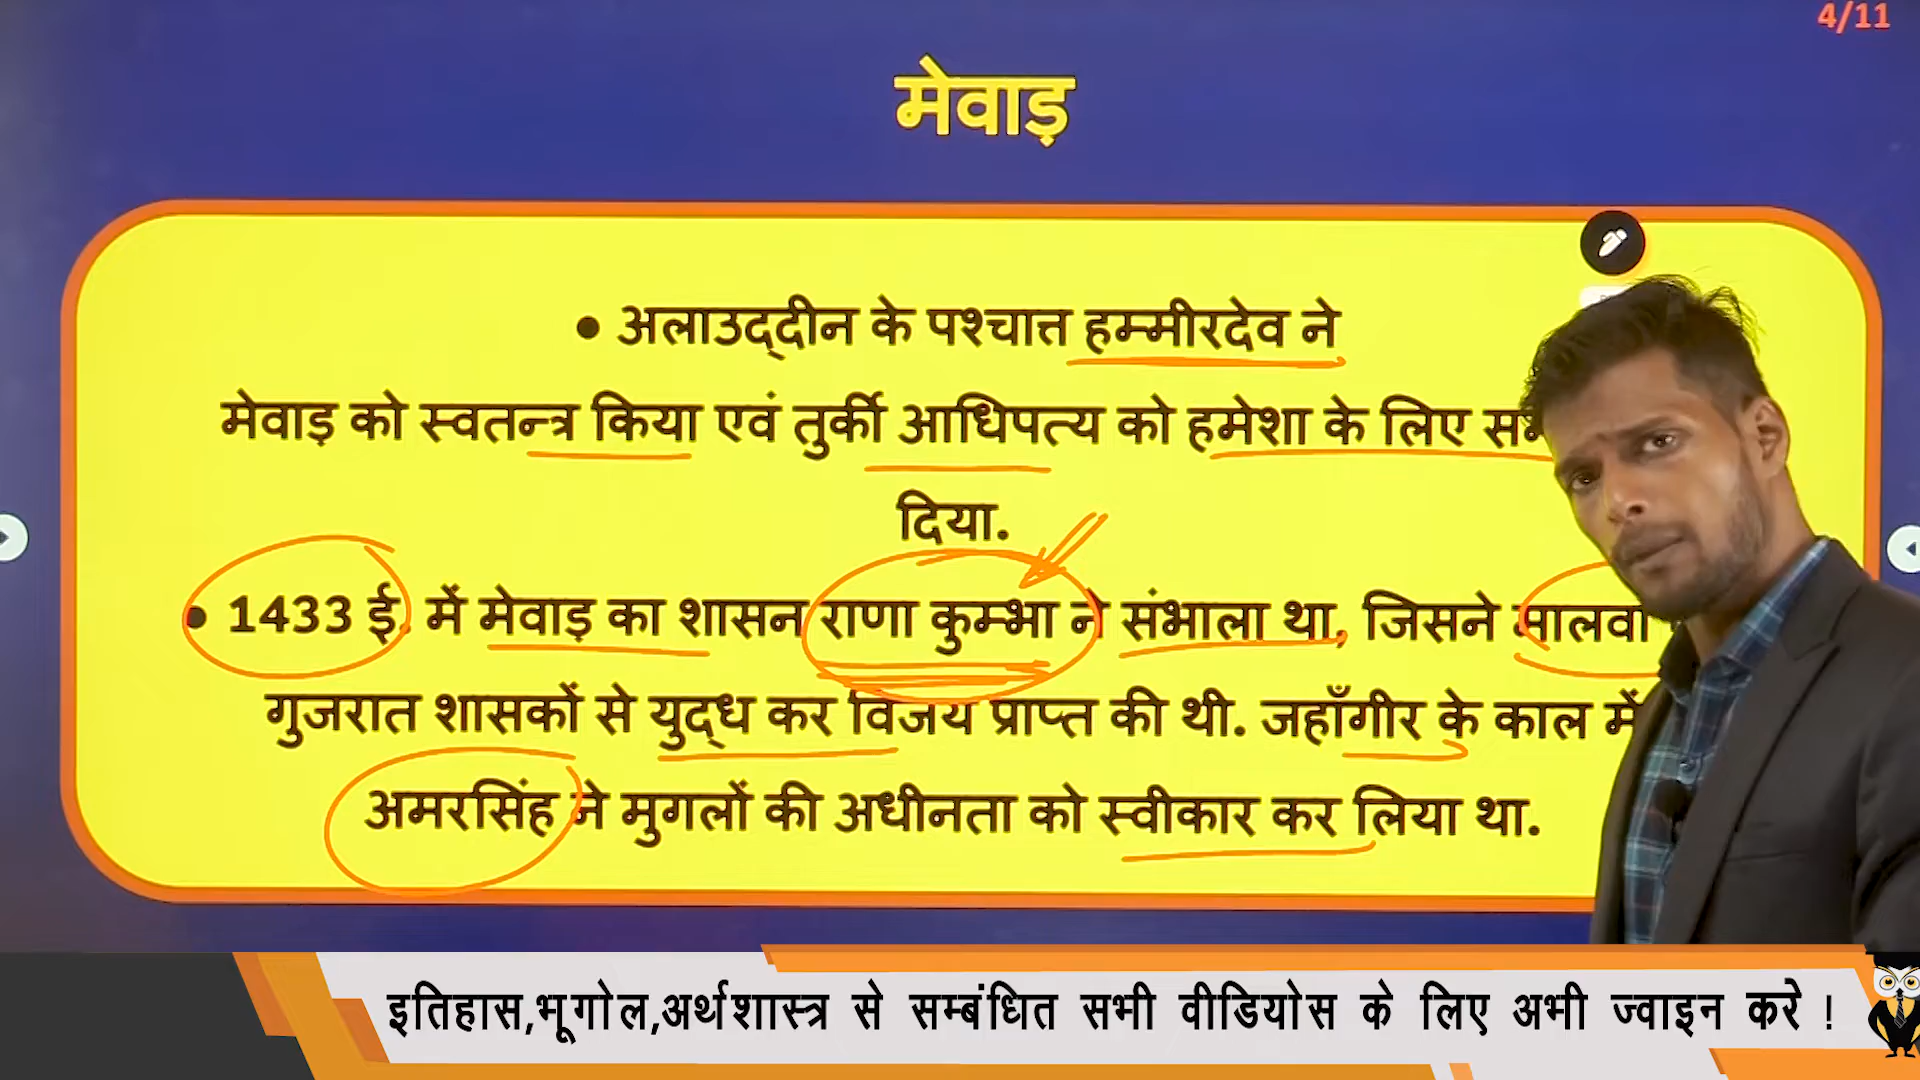 4/11
मेवाड़
• अलाउद्दीन के पश्चात्त हम्मीरदेव ने
मेवाड़ को स्वतन्त्र किया एवं तुर्की आधिपत्य को हमेशा के लिए
दिया.
• 1433 ई. में मेवाड़ का शासन राणा कुम्भा ने संभाला था, जिसने मालवा
गुजरात शासकों से युद्ध कर विजय प्राप्त की थी. जहाँगीर के काल में
अमरसिंह ने मुगलों की अधीनता को स्वीकार कर लिया था.
इतिहास,भूगोल,अर्थशास्त्र से सम्बंधित सभी वीडियोस के लिए अभी ज्वाइन करे !